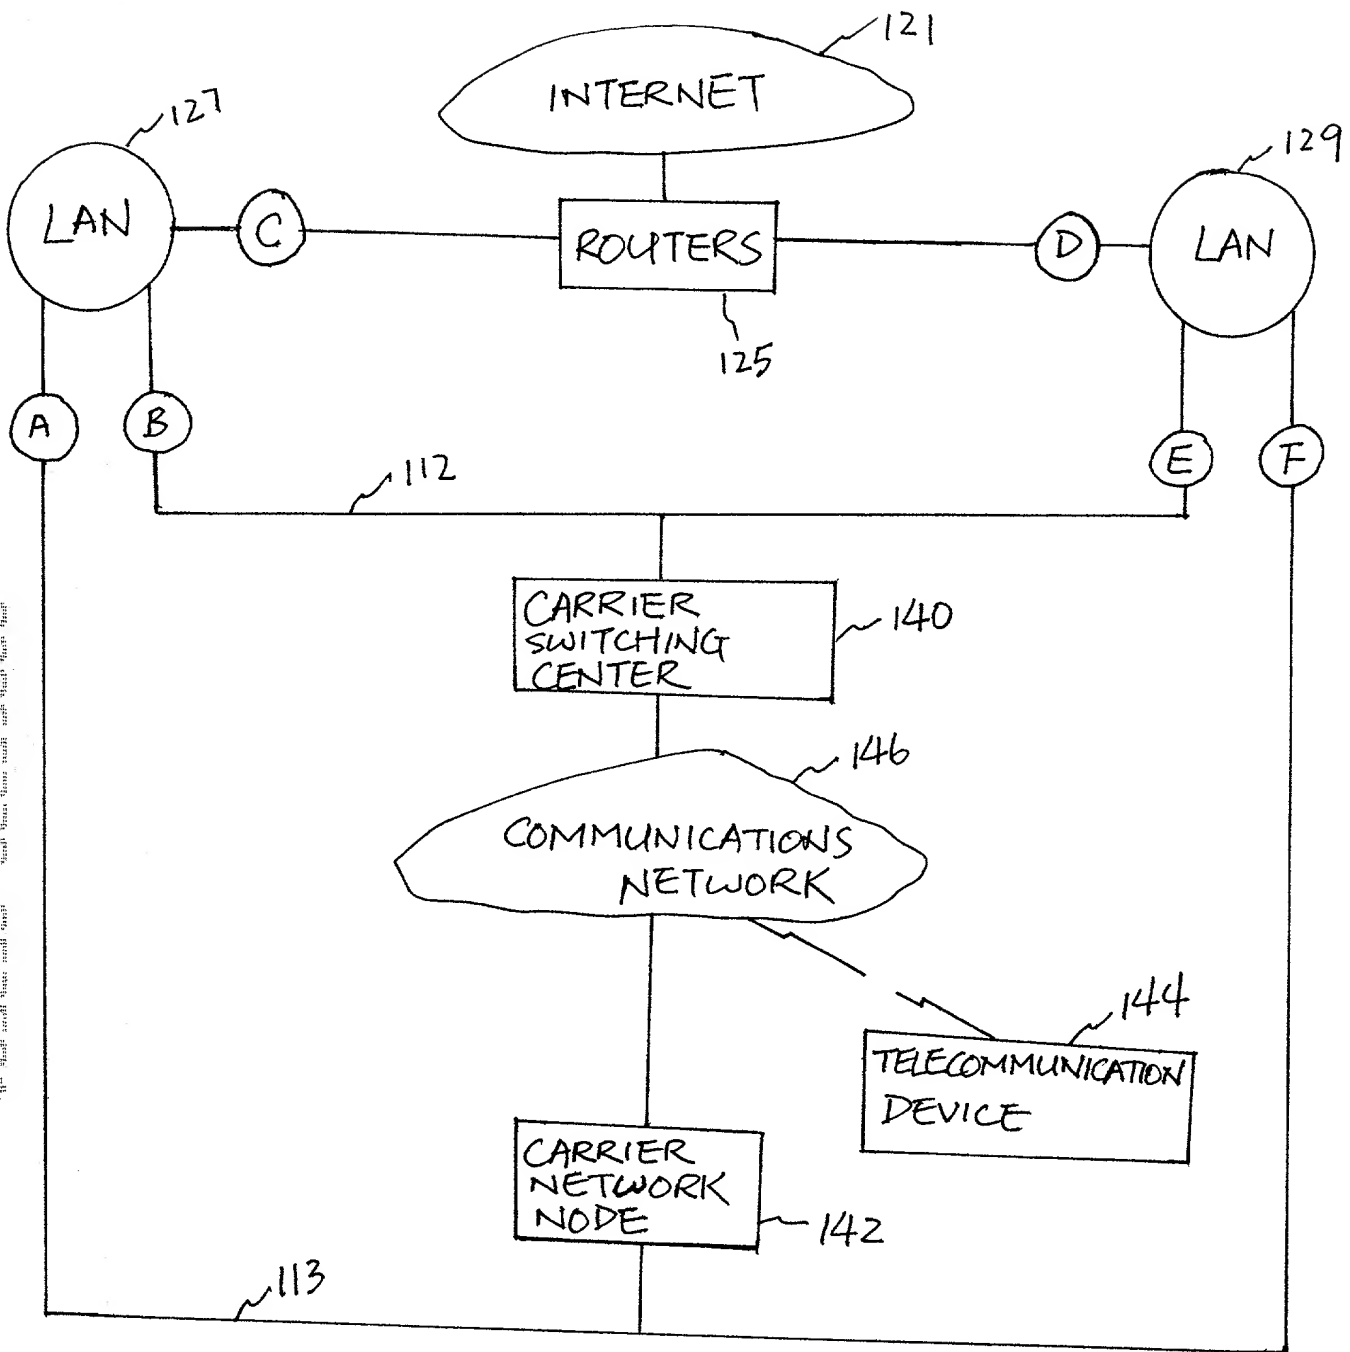 121
INTERNET
127
129
LAN
C
ROUTERS
D
LAN
125
A
B
E
F
112
CARRIER
SWITCHING
CENTER
140
146
COMMUNICATIONS
NETWORK
144
TELECOMMUNICATION
DEVICE
CARRIER
NETWORK
NODE
142
113